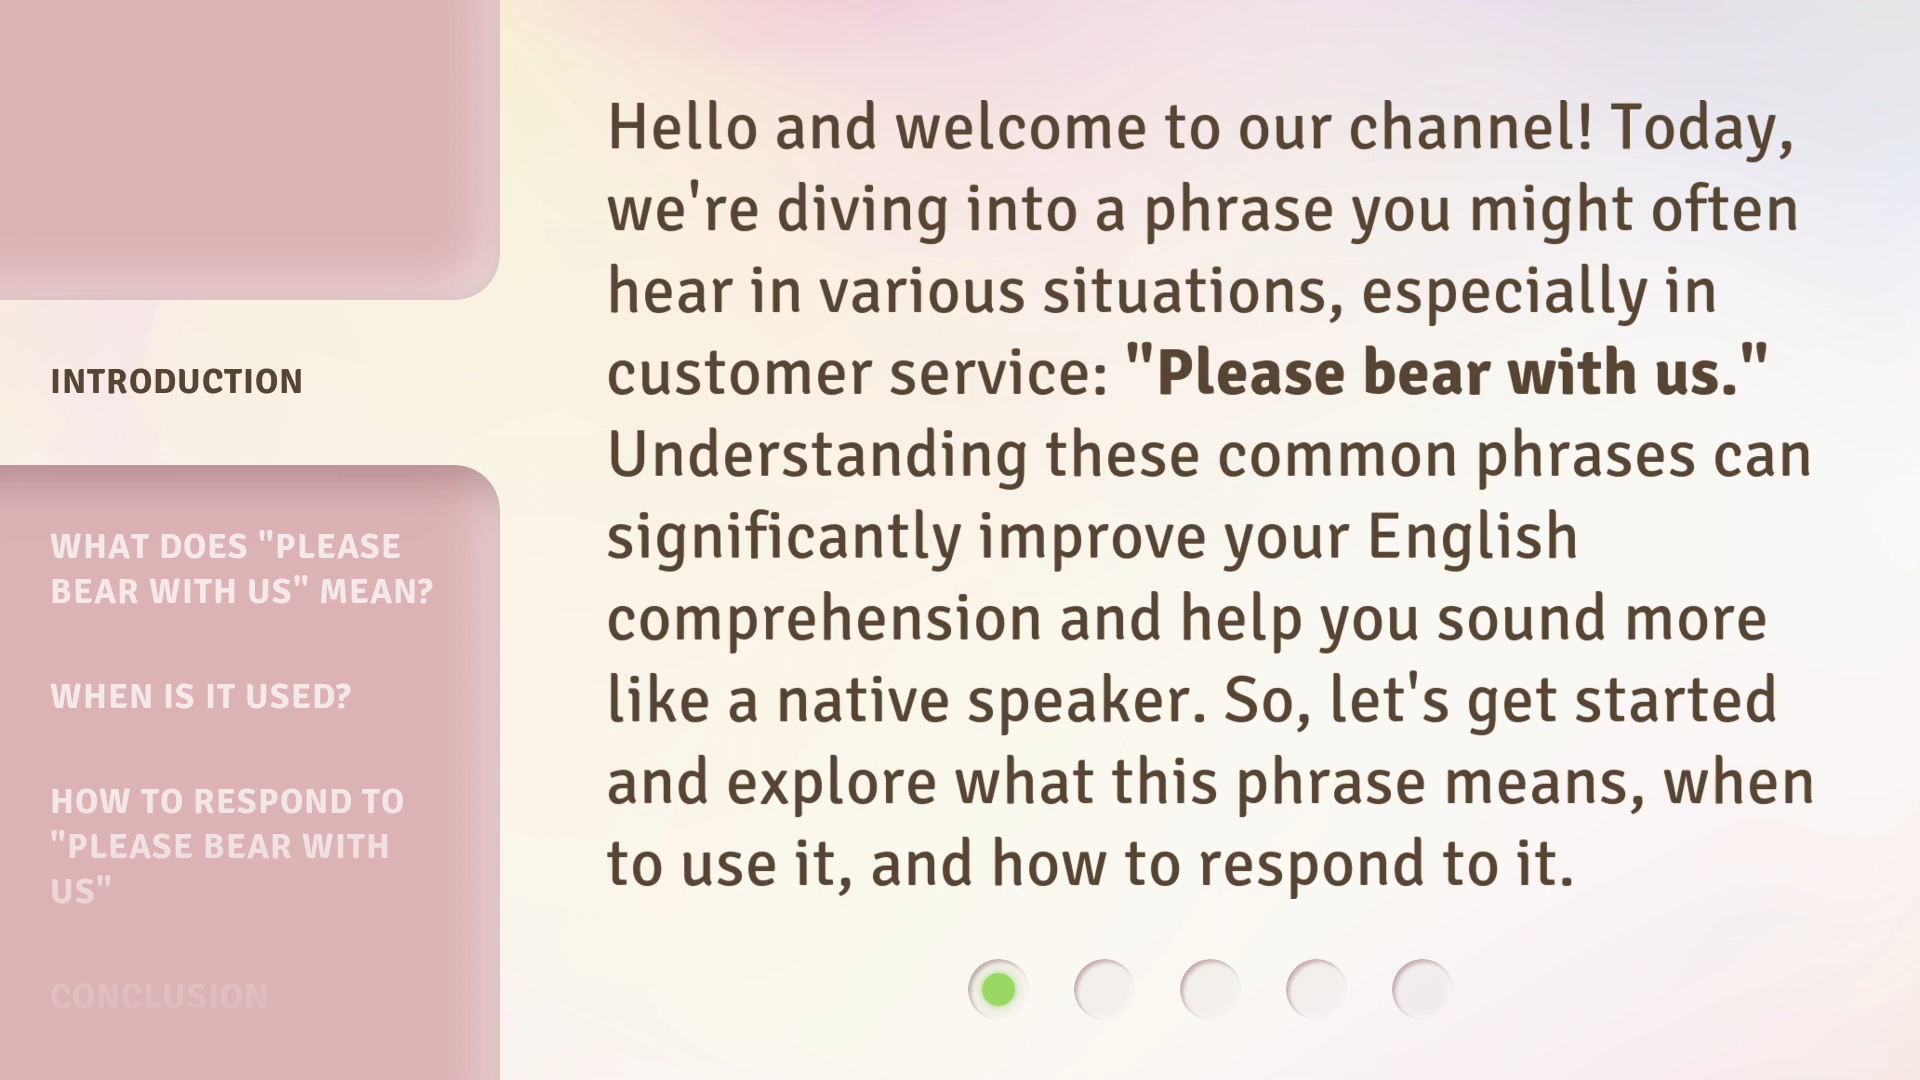 INTRODUCTION
WHAT DOES "PLEASE
BEAR WITH US" MEAN?
WHEN IS IT USED?
HOW TO RESPOND TO
"PLEASE BEAR WITH
US"
CONCLUSION
Hello and welcome to our channel! Today,
we're diving into a phrase you might often
hear in various situations, especially in
customer service: "Please bear with us."
Understanding these common phrases can
significantly improve your English
comprehension and help you sound more
like a native speaker. So, let's get started
and explore what this phrase means, when
to use it, and how to respond to it.